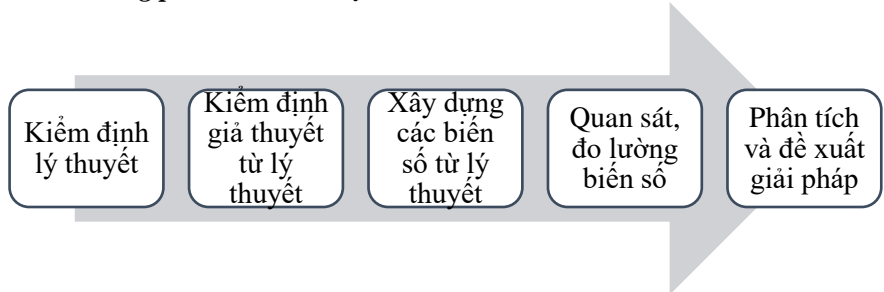 Kiểm định
lý thuyết
Kiểm định
giả thuyết
từ lý
thuyết
Xây dựng
các biến
số từ lý
thuyết
Quan sát,
đo lường
biến số
Phân tích
và đề xuất
giải pháp